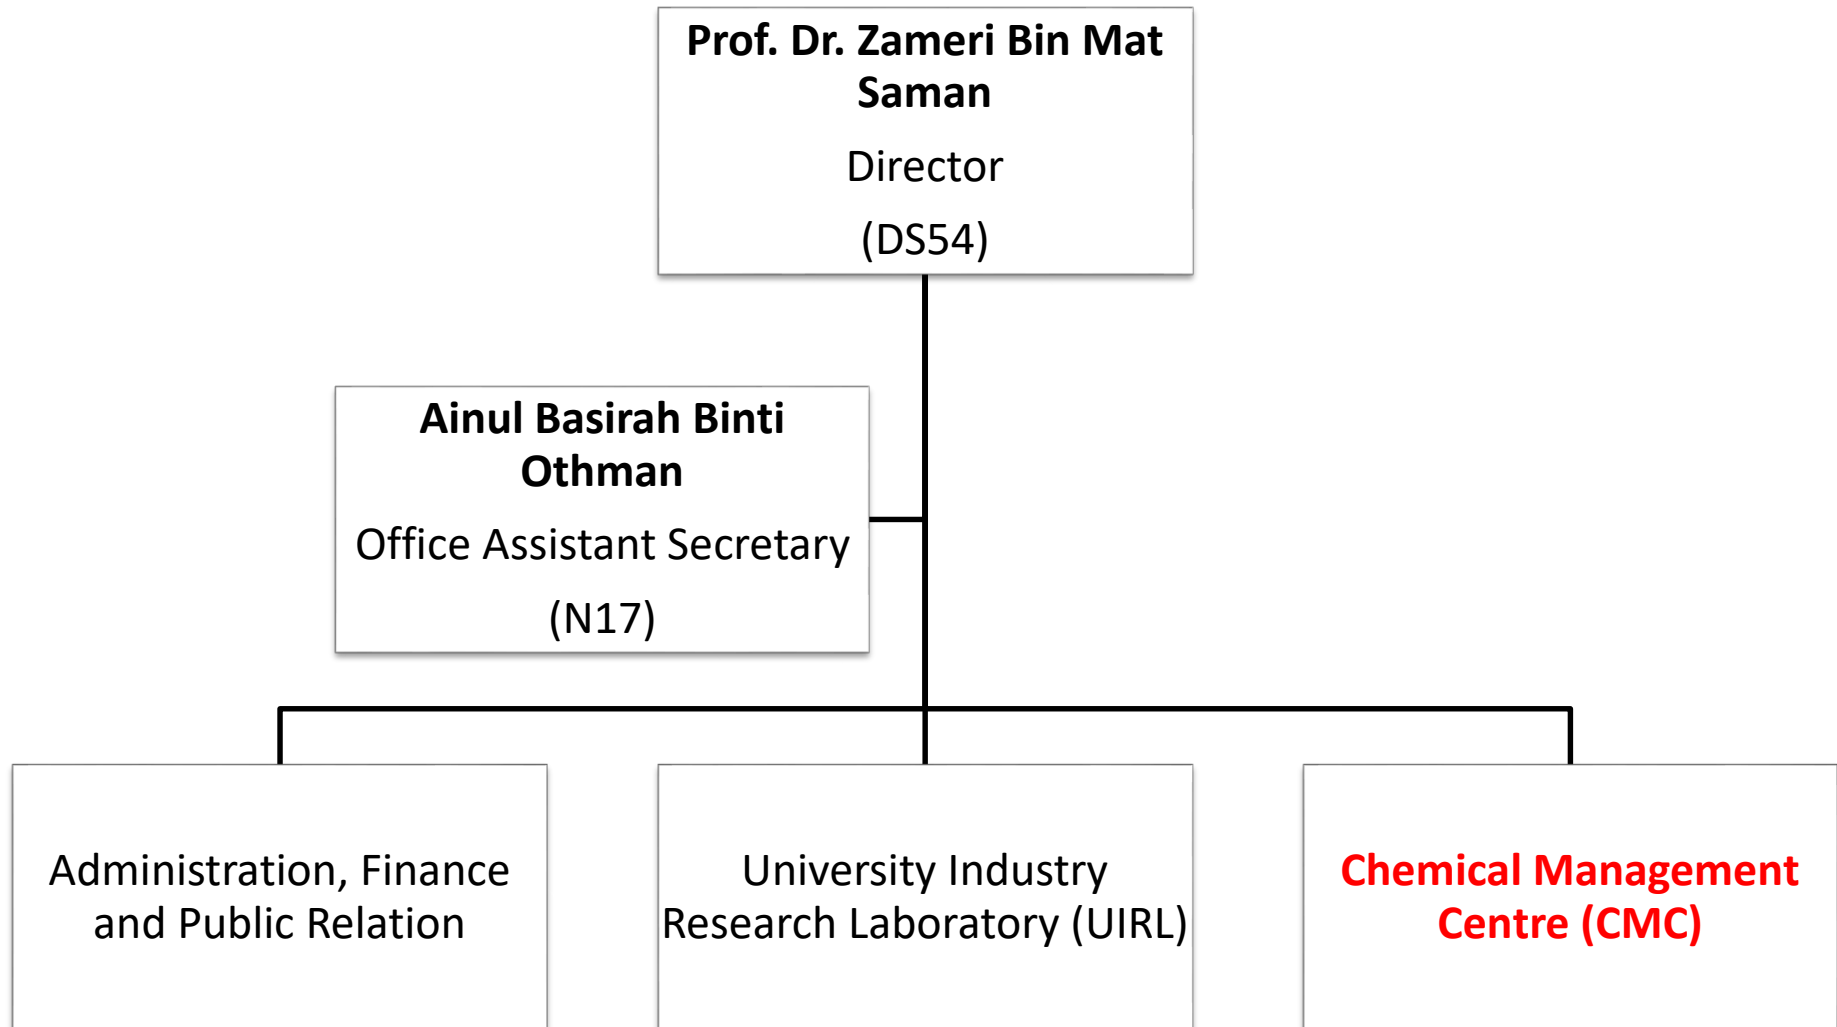 Prof. Dr. Zameri Bin Mat
Saman
Director
(DS54)
Ainul Basirah Binti
Othman
Office Assistant Secretary
(N17)
Administration, Finance
and Public Relation
University Industry
Research Laboratory (UIRL)
Chemical Management
Centre (CMC)